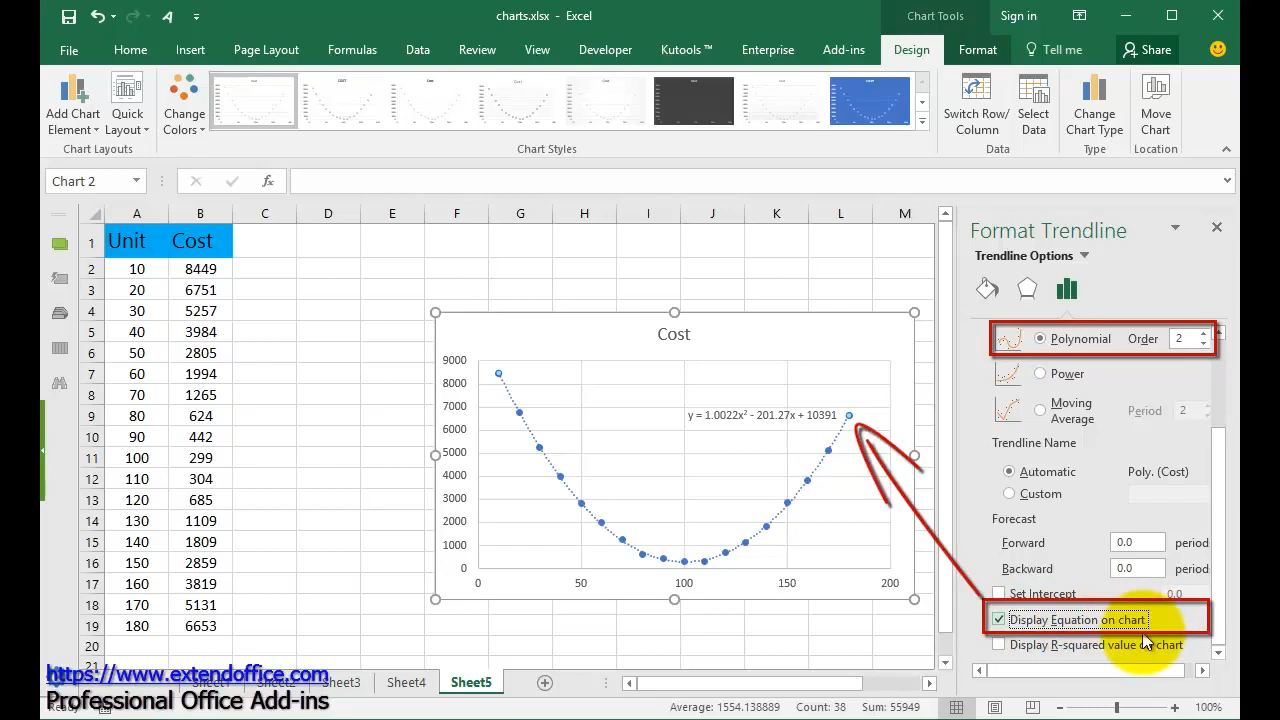 charts.xlsx - Excel
Chart Tools
Sign in
File Home Insert Page Layout Formulas Data Review View Developer Kutools ™ Enterprise Add-ins Design Format Tell me Share
Add Chart Element
Quick Layout
Change Colors
Switch Row/ Column
Select Data
Change Chart Type
Move Chart
Chart Layouts
Chart Styles
Data
Type
Location
Chart 2
fx
A B C D E F G H I J K L M
1 Unit Cost
2 10 8449
3 20 6751
4 30 5257
5 40 3984
6 50 2805
7 60 1994
8 70 1265
9 80 624
10 90 442
11 100 299
12 110 304
13 120 685
14 130 1109
15 140 1809
16 150 2859
17 160 3819
18 170 5131
19 180 6653
20
21
Cost
9000
8000
7000
6000
5000
4000
3000
2000
1000
0
0 50 100 150 200
y = 1.0022x² - 201.27x + 10391
Format Trendline
Trendline Options
Polynomial Order 2
Power
Moving Average Period 2
Trendline Name
Automatic Poly. (Cost)
Custom
Forecast
Forward 0.0 period
Backward 0.0 period
Set Intercept 0.0
Display Equation on chart
Display R-squared value on chart
https://www.extendoffice.com
Professional Office Add-ins
Sheet4 Sheet5
Average: 1554.138889 Count: 38 Sum: 55949 100%